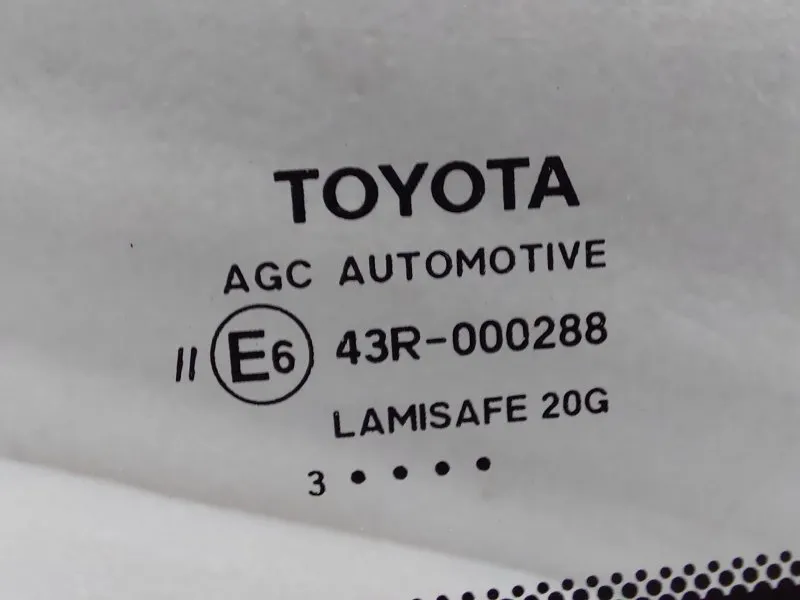 TOYOTA
AGC AUTOMOTIVE
II E6 43R-000288
LAMISAFE 20G
3 • • • •